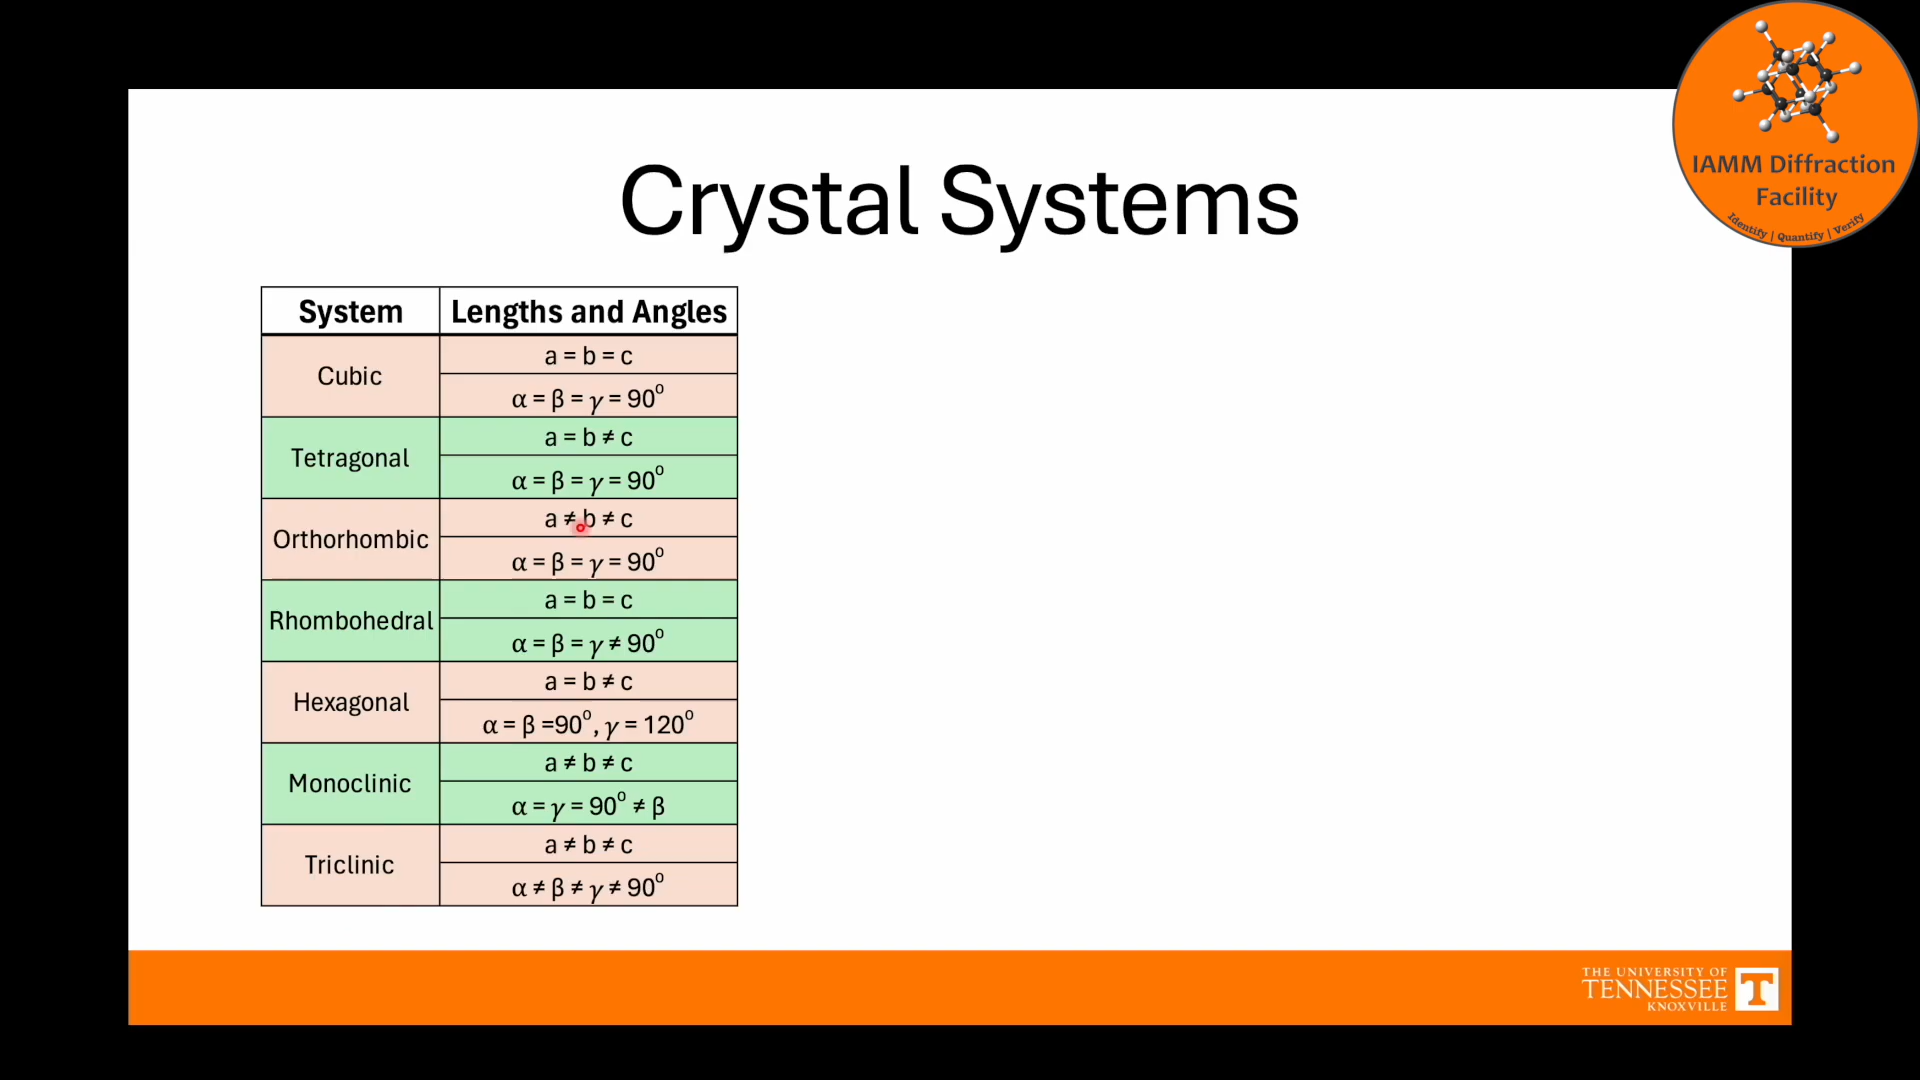 IAMM Diffraction
Facility
Identify | Quantify | Verify
Crystal Systems
System Lengths and Angles
Cubic
a = b = c
α = β = γ = 90°
Tetragonal
a = b ≠ c
α = β = γ = 90°
Orthorhombic
a ≠ b ≠ c
α = β = γ = 90°
Rhombohedral
a = b = c
α = β = γ ≠ 90°
Hexagonal
a = b ≠ c
α = β =90°, γ = 120°
Monoclinic
a ≠ b ≠ c
α = γ = 90° ≠ β
Triclinic
a ≠ b ≠ c
α ≠ β ≠ γ ≠ 90°
THE UNIVERSITY OF
TENNESSEE
KNOXVILLE
T